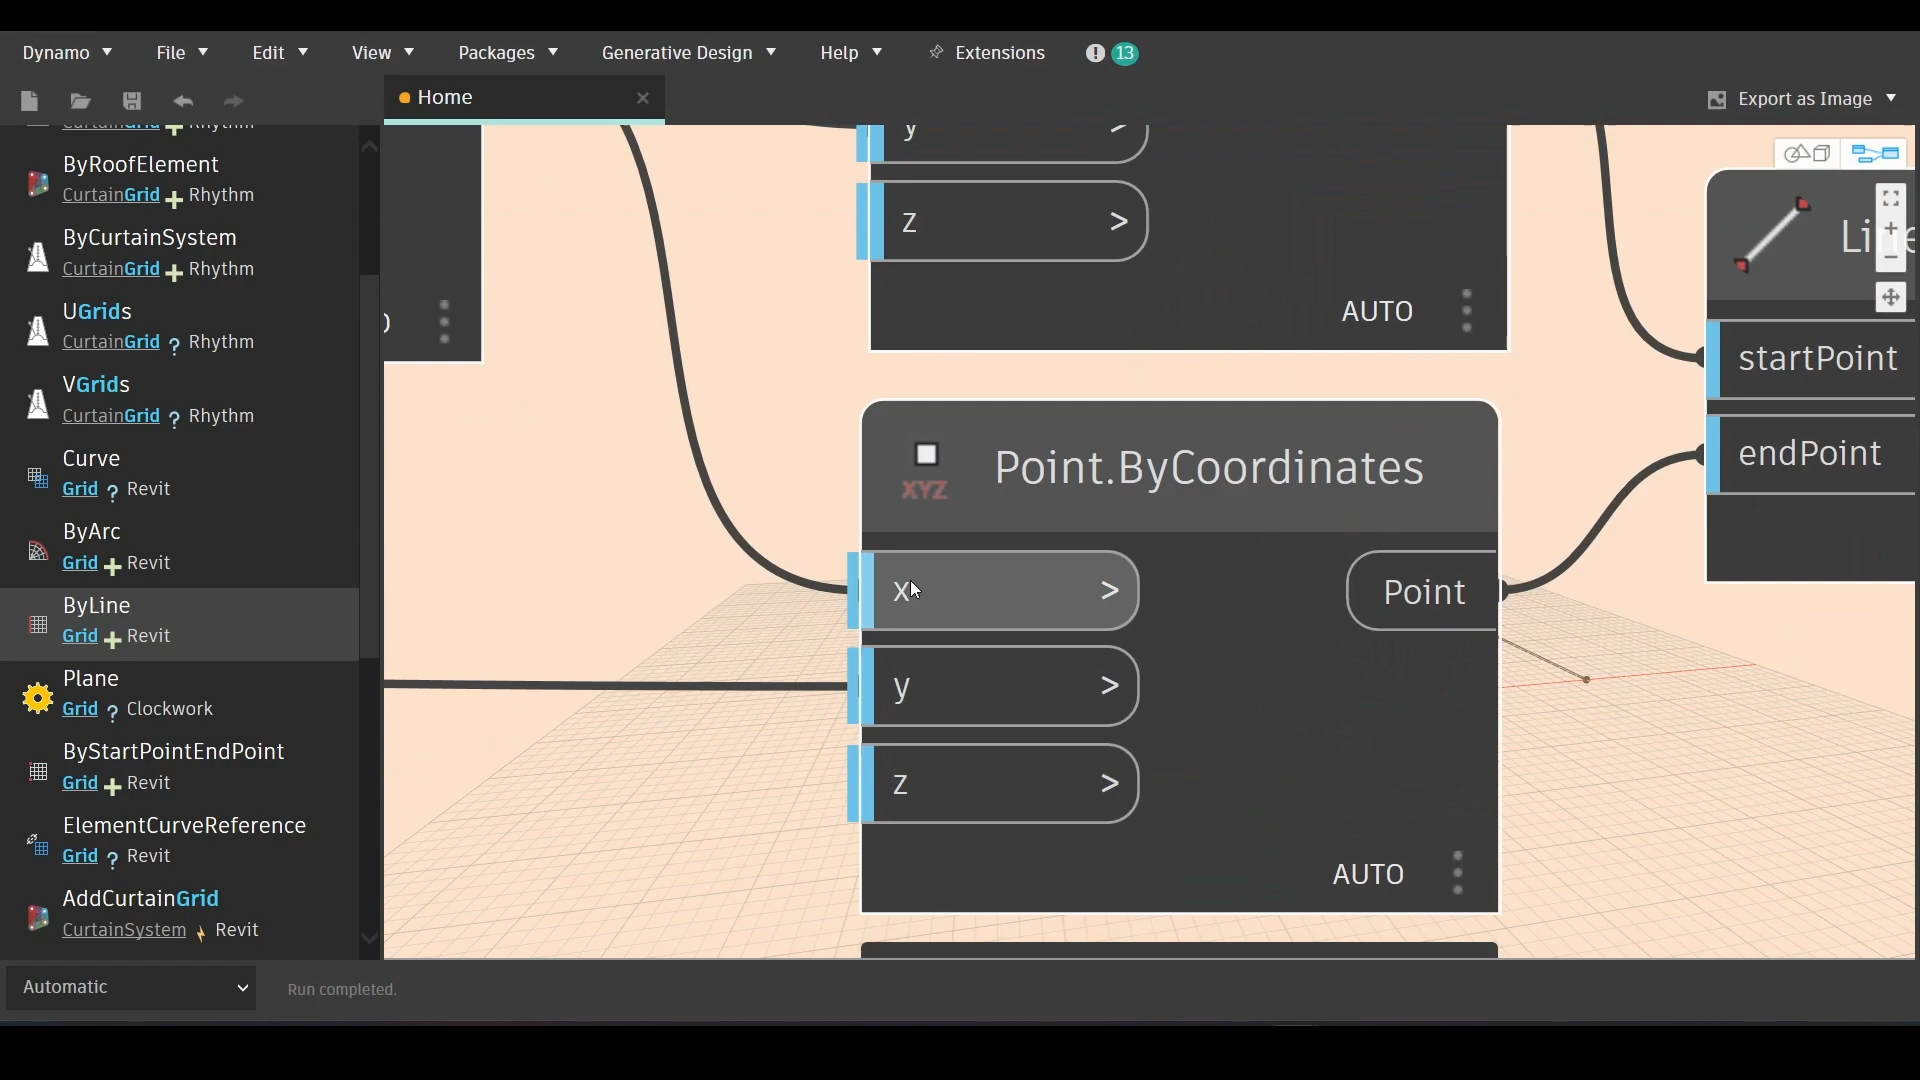 Dynamo File Edit View Packages Generative Design Help Extensions ! 13
Home
Export as Image
CurtainGrid Rhythm
ByRoofElement
CurtainGrid Rhythm
ByCurtainSystem
CurtainGrid Rhythm
UGrids
CurtainGrid ? Rhythm
VGrids
CurtainGrid ? Rhythm
Curve
Grid ? Revit
ByArc
Grid Revit
ByLine
Grid Revit
Plane
Grid ? Clockwork
ByStartPointEndPoint
Grid Revit
ElementCurveReference
Grid ? Revit
AddCurtainGrid
CurtainSystem Revit
y >
z >
AUTO
Point.ByCoordinates
XYZ
x > Point
y >
z >
AUTO
startPoint
endPoint
Automatic
Run completed.